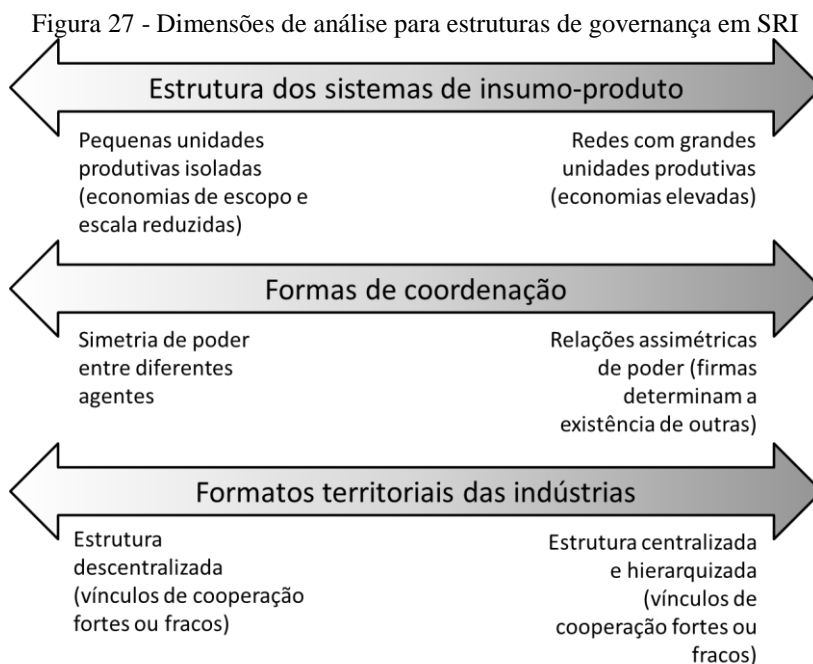 Figura 27 - Dimensões de análise para estruturas de governança em SRI
Estrutura dos sistemas de insumo-produto
Pequenas unidades
produtivas isoladas
(economias de escopo e
escala reduzidas)
Redes com grandes
unidades produtivas
(economias elevadas)
Formas de coordenação
Simetria de poder
entre diferentes
agentes
Relações assimétricas
de poder (firmas
determinam a
existência de outras)
Formatos territoriais das indústrias
Estrutura
descentralizada
(vínculos de cooperação
fortes ou fracos)
Estrutura centralizada
e hierarquizada
(vínculos de
cooperação fortes ou
fracos)